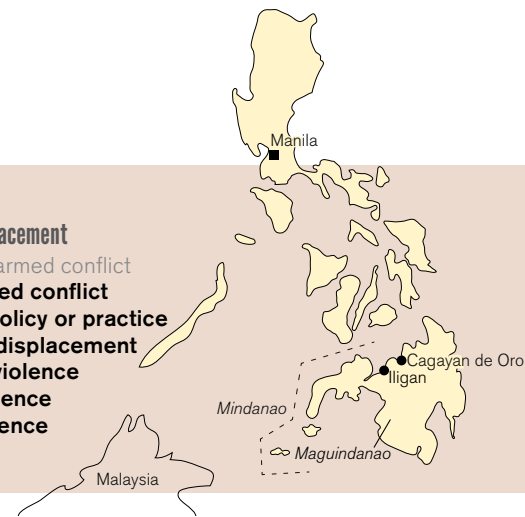 Manila
acement
armed conflict
ed conflict
olicy or practice
displacement
violence
ence
ence
Cagayan de Oro
Iligan
Mindanao
Maguindanao
Malaysia